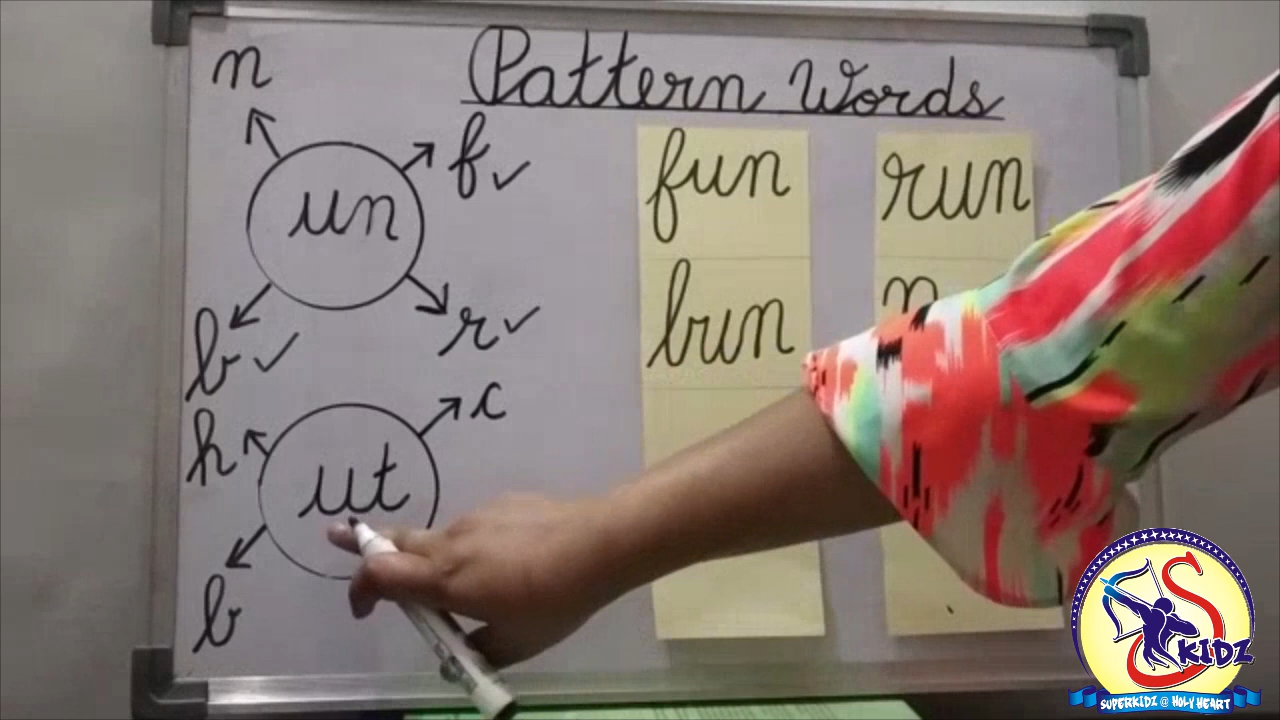 Pattern Words
n
f
un
b
r
h
c
ut
b
fun
run
bun
n
S
KIDZ
SUPERKIDZ @ HOLY HEART